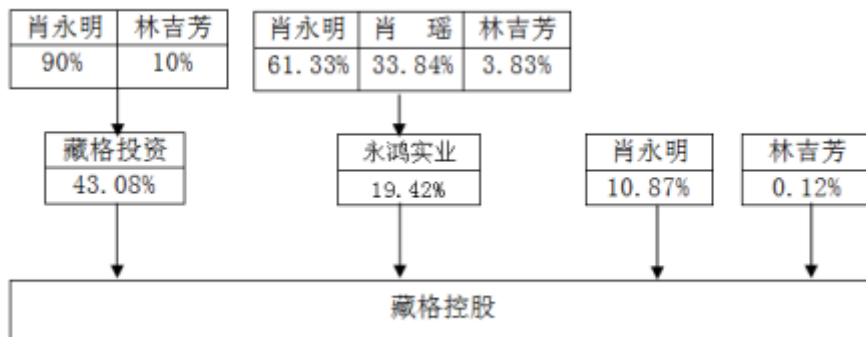 肖永明 林吉芳
90% 10%
肖永明 肖 瑶 林吉芳
61.33% 33.84% 3.83%
藏格投资
43.08%
永鸿实业
19.42%
肖永明
10.87%
林吉芳
0.12%
藏格控股